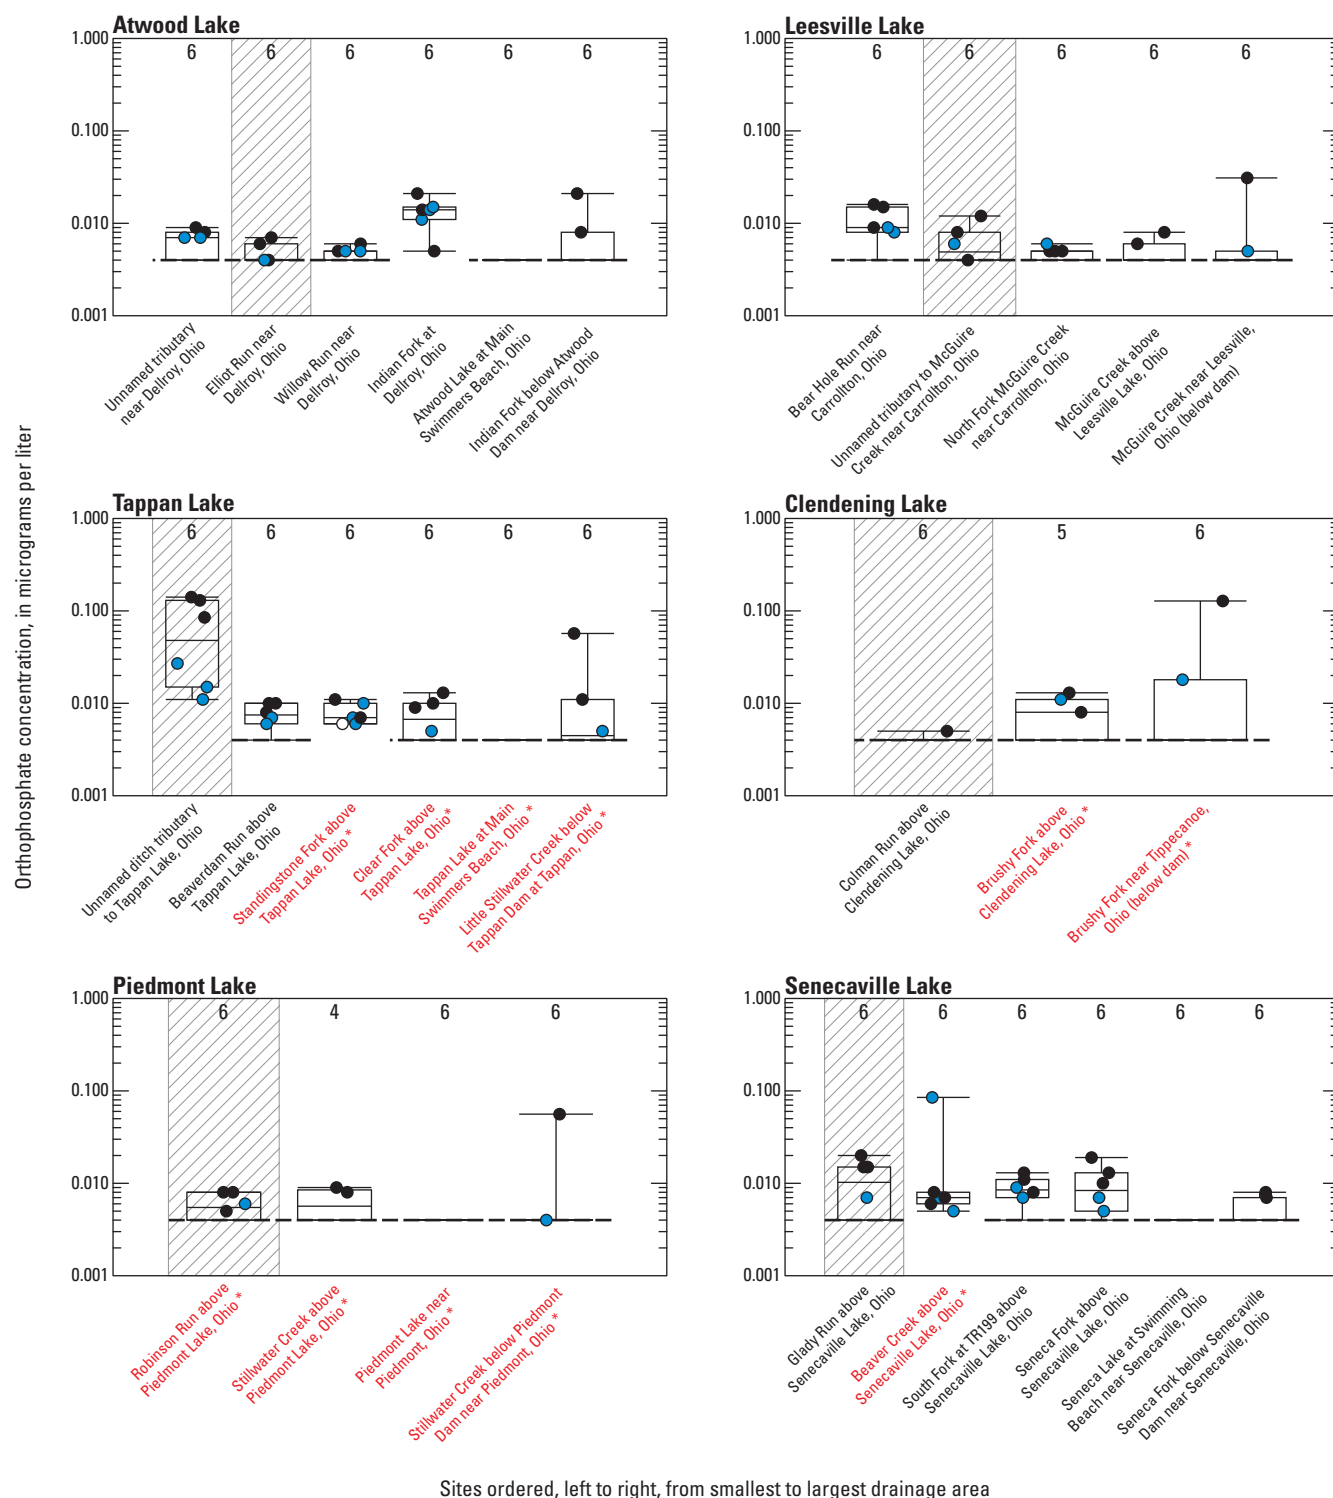 Orthophosphate concentration, in micrograms per liter
Atwood Lake
1.000
0.100
0.010
0.001
6 6 6 6 6 6
Unnamed tributary
near Dellroy, Ohio
Elliot Run near
Dellroy, Ohio
Willow Run near
Dellroy, Ohio
Indian Fork at
Dellroy, Ohio
Atwood Lake at Main
Swimmers Beach, Ohio
Indian Fork below Atwood
Dam near Dellroy, Ohio
Leesville Lake
1.000
0.100
0.010
0.001
6 6 6 6 6
Bear Hole Run near
Carrollton, Ohio
Unnamed tributary to McGuire
Creek near Carrollton, Ohio
North Fork McGuire Creek
near Carrollton, Ohio
McGuire Creek above
Leesville Lake, Ohio
McGuire Creek near Leesville,
Ohio (below dam)
Tappan Lake
1.000
0.100
0.010
0.001
6 6 6 6 6 6
Unnamed ditch tributary
to Tappan Lake, Ohio
Beaverdam Run above
Tappan Lake, Ohio
Standingstone Fork above
Tappan Lake, Ohio *
Clear Fork above
Tappan Lake, Ohio *
Tappan Lake at Main
Swimmers Beach, Ohio *
Little Stillwater Creek below
Tappan Dam at Tappan, Ohio *
Clendening Lake
1.000
0.100
0.010
0.001
6 5 6
Colman Run above
Clendening Lake, Ohio
Brushy Fork above
Clendening Lake, Ohio *
Brushy Fork near Tippecanoe,
Ohio (below dam) *
Piedmont Lake
1.000
0.100
0.010
0.001
6 4 6 6
Robinson Run above
Piedmont Lake, Ohio *
Stillwater Creek above
Piedmont Lake, Ohio *
Piedmont Lake near
Piedmont, Ohio *
Stillwater Creek below Piedmont
Dam near Piedmont, Ohio *
Senecaville Lake
1.000
0.100
0.010
0.001
6 6 6 6 6 6
Glady Run above
Senecaville Lake, Ohio
Beaver Creek above
Senecaville Lake, Ohio *
South Fork at TR199 above
Senecaville Lake, Ohio
Seneca Fork above
Senecaville Lake, Ohio
Seneca Lake at Swimming
Beach near Senecaville, Ohio
Seneca Fork below Senecaville
Dam near Senecaville, Ohio
Sites ordered, left to right, from smallest to largest drainage area